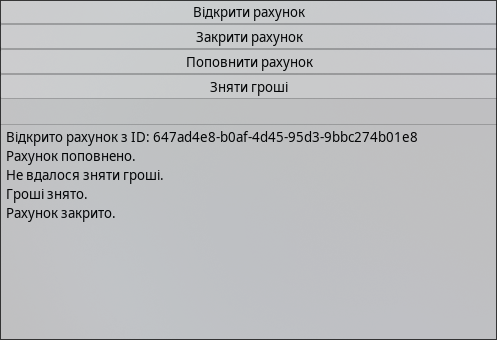 Відкрити рахунок
Закрити рахунок
Поповнити рахунок
Зняти гроші
Відкрито рахунок з ID: 647ad4e8-b0af-4d45-95d3-9bbc274b01e8
Рахунок поповнено.
Не вдалося зняти гроші.
Гроші знято.
Рахунок закрито.